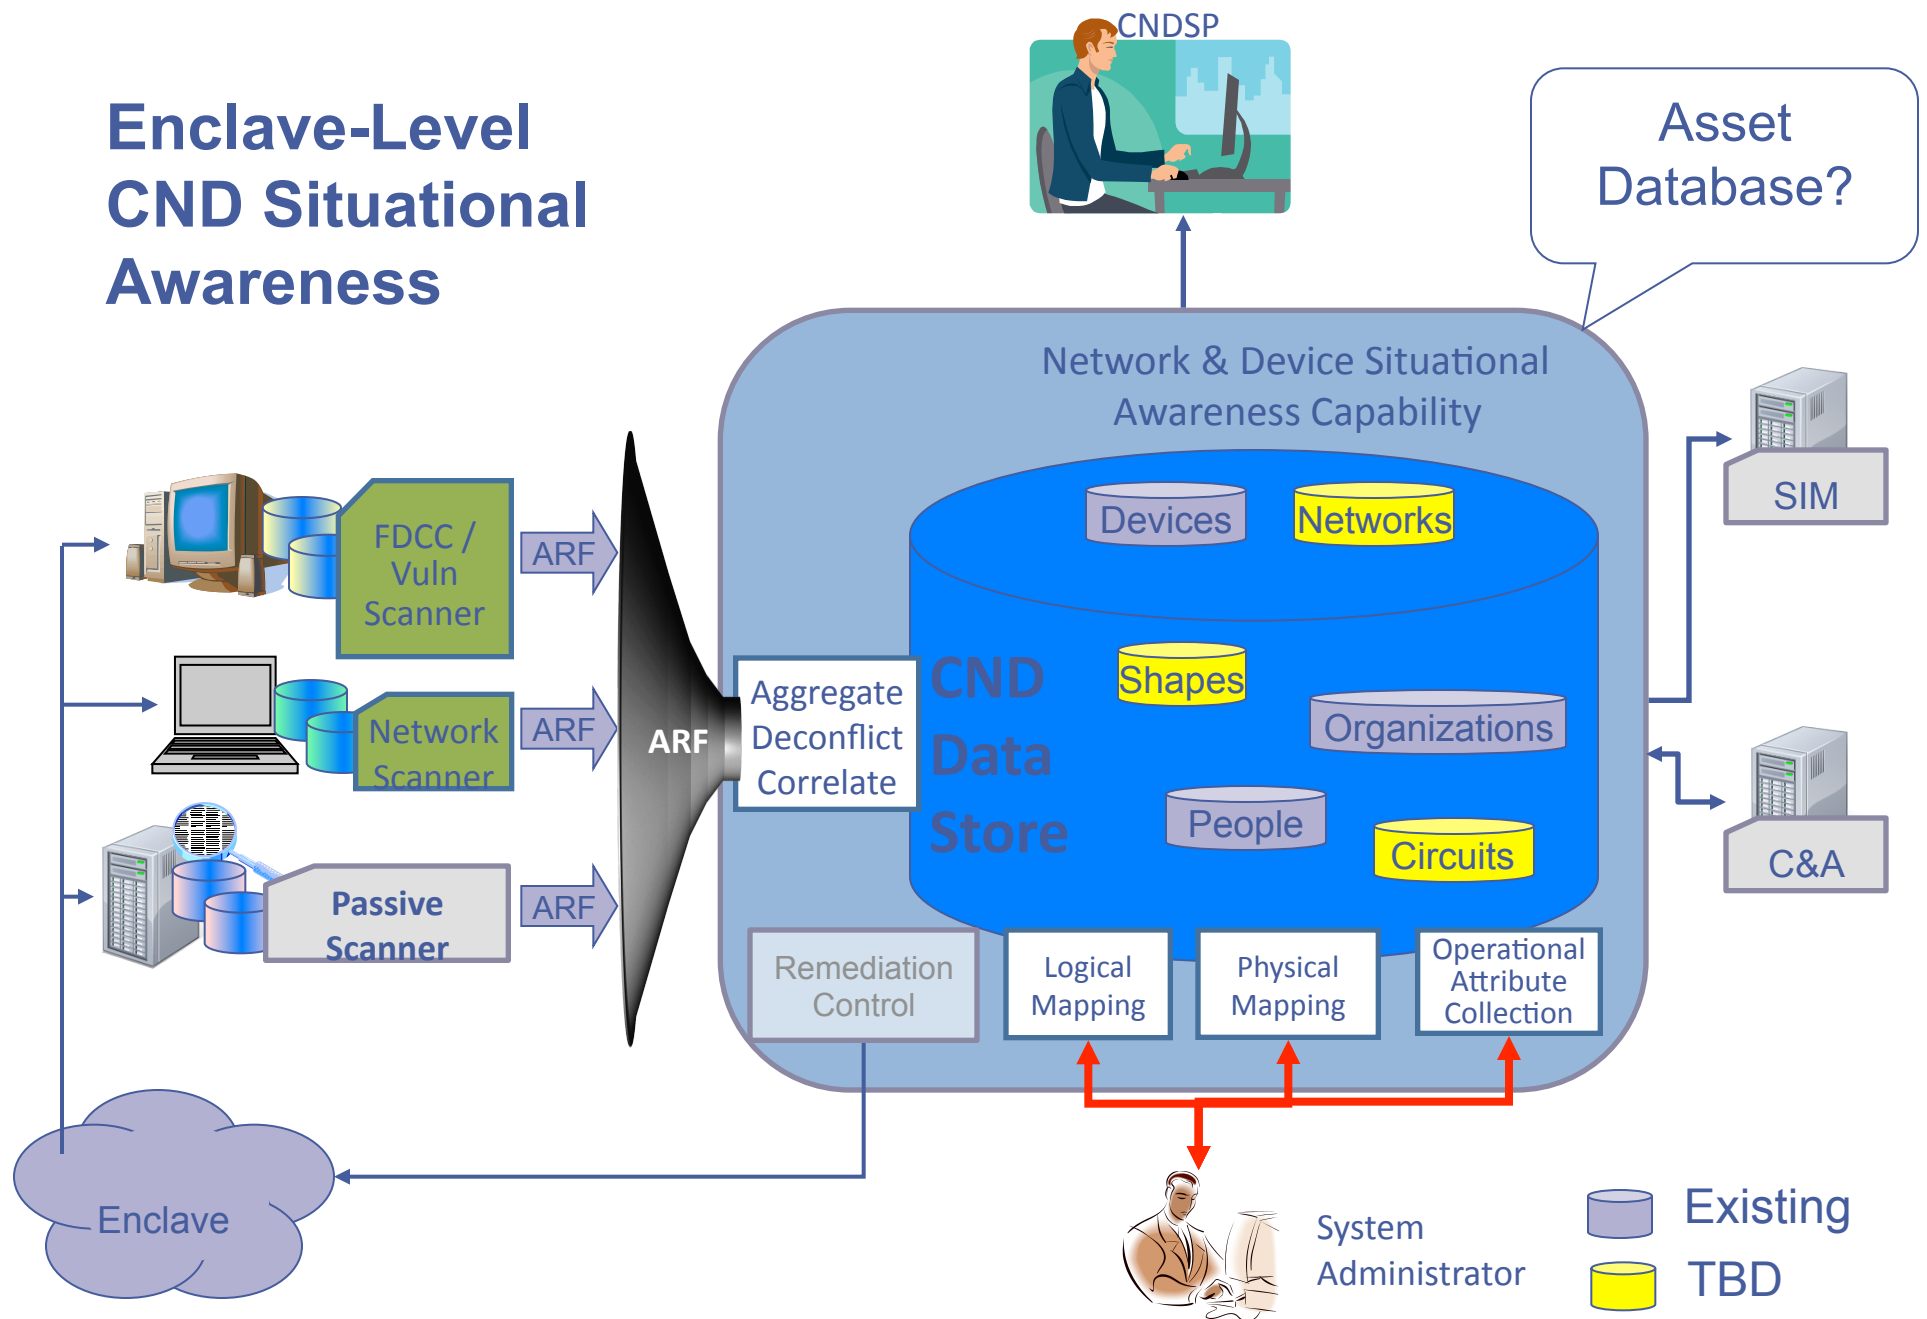 CNDSP
Enclave-Level
CND Situational
Awareness
Asset
Database?
Network & Device Situational
Awareness Capability
Devices
Networks
Shapes
Organizations
People
Circuits
CND
Data
Store
SIM
C&A
FDCC /
Vuln
Scanner
ARF
Network
Scanner
ARF
Passive
Scanner
ARF
ARF
Aggregate
Deconflict
Correlate
Remediation
Control
Logical
Mapping
Physical
Mapping
Operational
Attribute
Collection
Enclave
System
Administrator
Existing
TBD